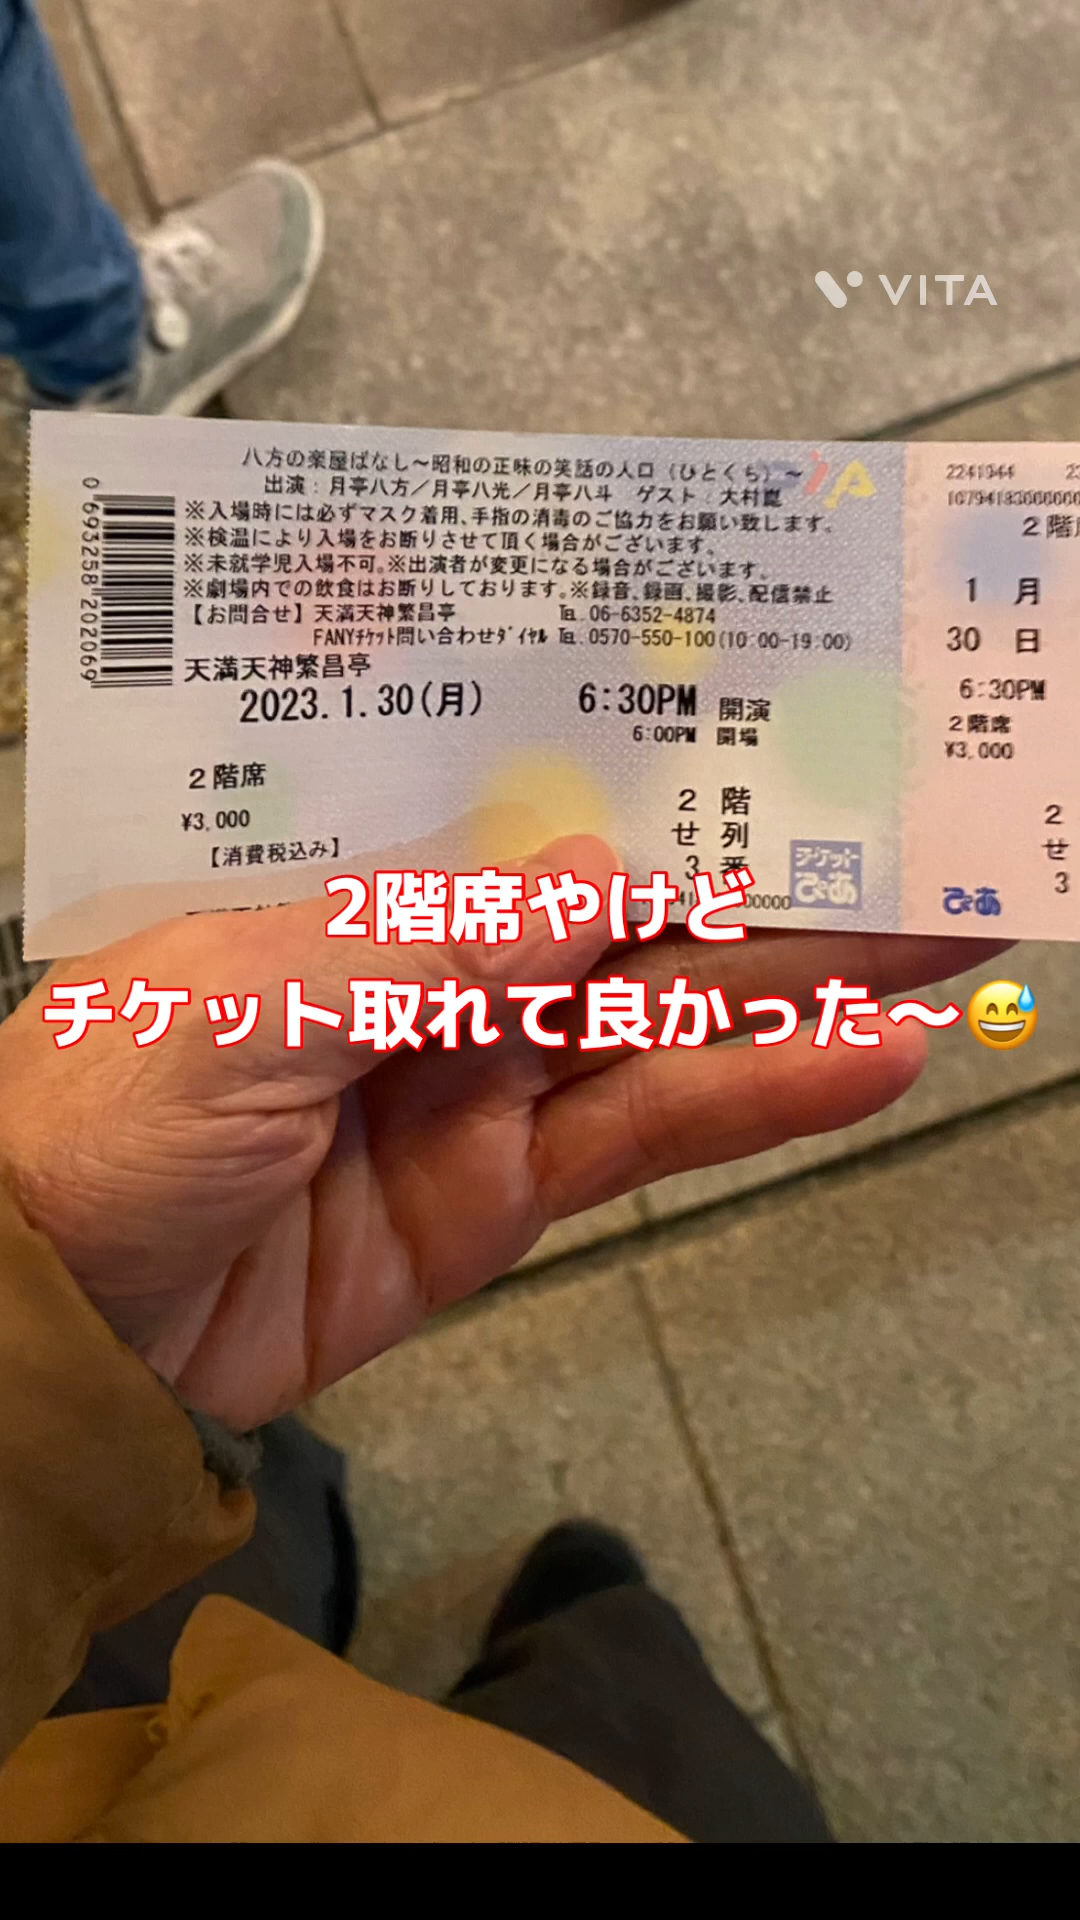 VITA
八方の楽屋ばなし〜昭和の正味の笑話の人口（ひとくち）〜
出演：月亭八方／月亭八光／月亭八斗 ゲスト：大村崑
※入場時には必ずマスク着用、手指の消毒のご協力をお願い致します。
※検温により入場をお断りさせて頂く場合がございます。
※未就学児入場不可。※出演者が変更になる場合がございます。
※劇場内での飲食はお断りしております。※録音、録画、撮影、配信禁止
【お問合せ】天満天神繁昌亭 ℡.06-6352-4874
FANYﾁｹｯﾄ問い合わせﾀﾞｲﾔﾙ ℡.0570-550-100(10:00-19:00)
天満天神繁昌亭
2023.1.30(月) 6:30PM 開演
6:00PM 開場
2階席
¥3,000
【消費税込み】
2 階
せ 列
3 番
チケット
ぴあ
0693258202069
2241944
2階
1 月
30 日
6:30PM
2階席
¥3,000
2
せ
3
ぴあ
2階席やけど
チケット取れて良かった〜😅